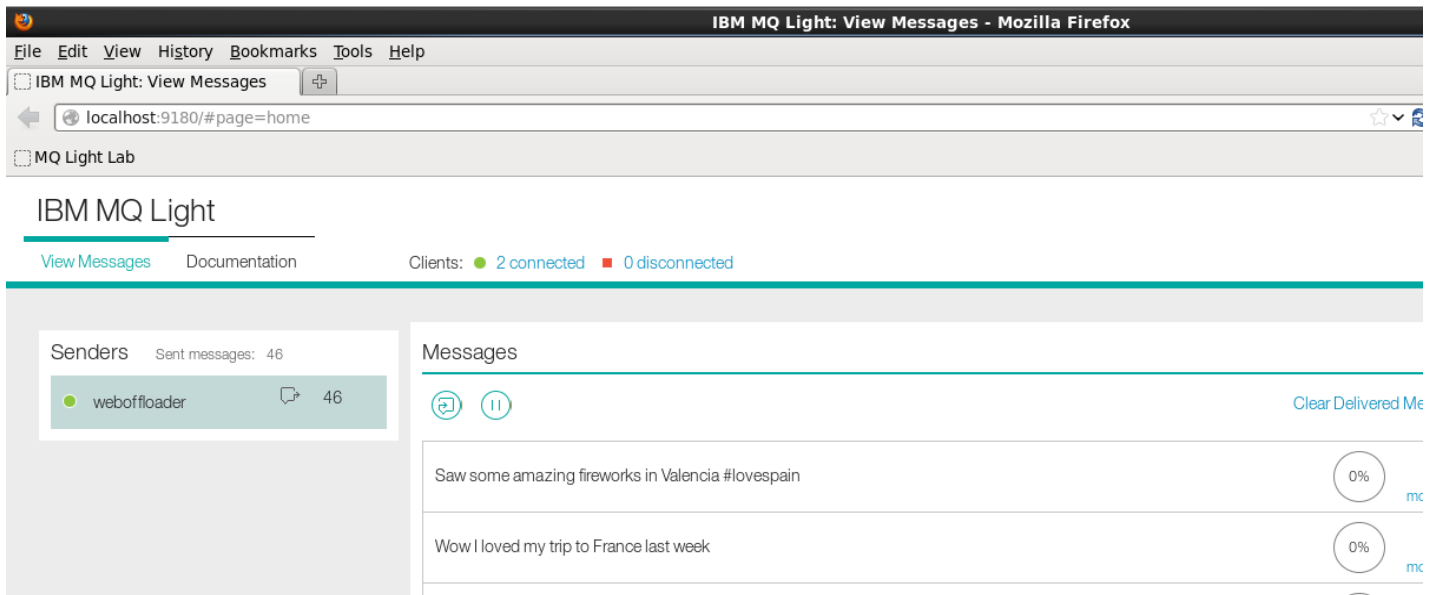 IBM MQ Light: View Messages - Mozilla Firefox
File Edit View History Bookmarks Tools Help
IBM MQ Light: View Messages
localhost:9180/#page=home
MQ Light Lab
IBM MQ Light
View Messages Documentation Clients: 2 connected 0 disconnected
Senders Sent messages: 46
weboffloader 46
Messages
Clear Delivered Me
Saw some amazing fireworks in Valencia #lovespain 0%
mo
Wow I loved my trip to France last week 0%
mo